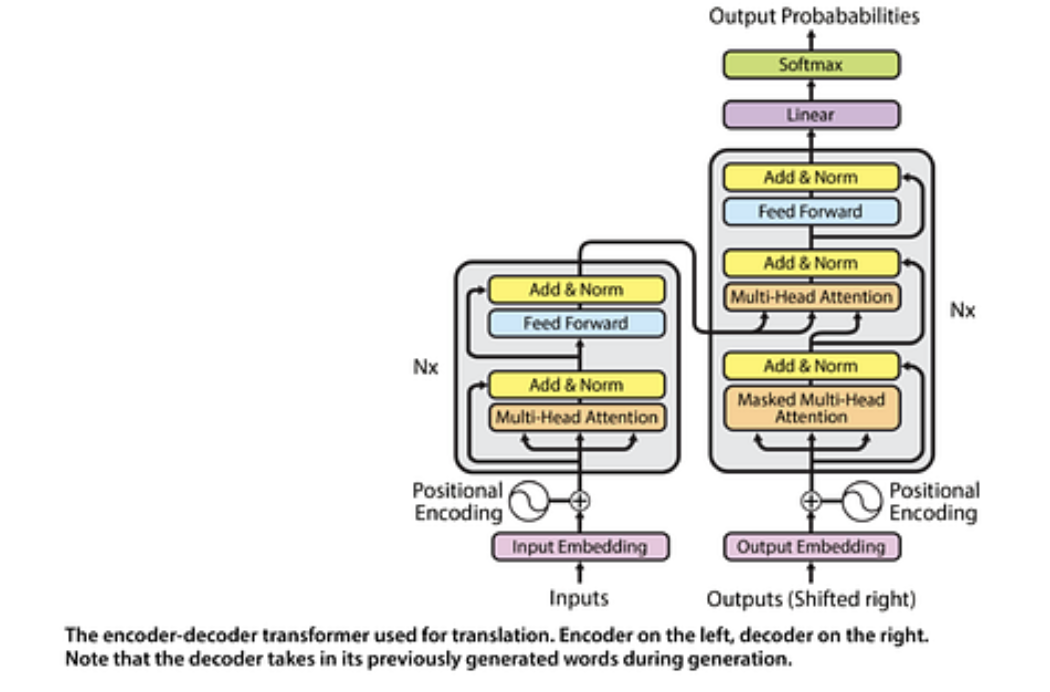 Output Probababilities
Softmax
Linear
Add & Norm
Feed Forward
Add & Norm
Multi-Head Attention
Nx
Add & Norm
Masked Multi-Head
Attention
Add & Norm
Feed Forward
Nx
Add & Norm
Multi-Head Attention
Positional
Encoding
Positional
Encoding
Input Embedding
Output Embedding
Inputs
Outputs (Shifted right)
The encoder-decoder transformer used for translation. Encoder on the left, decoder on the right.
Note that the decoder takes in its previously generated words during generation.